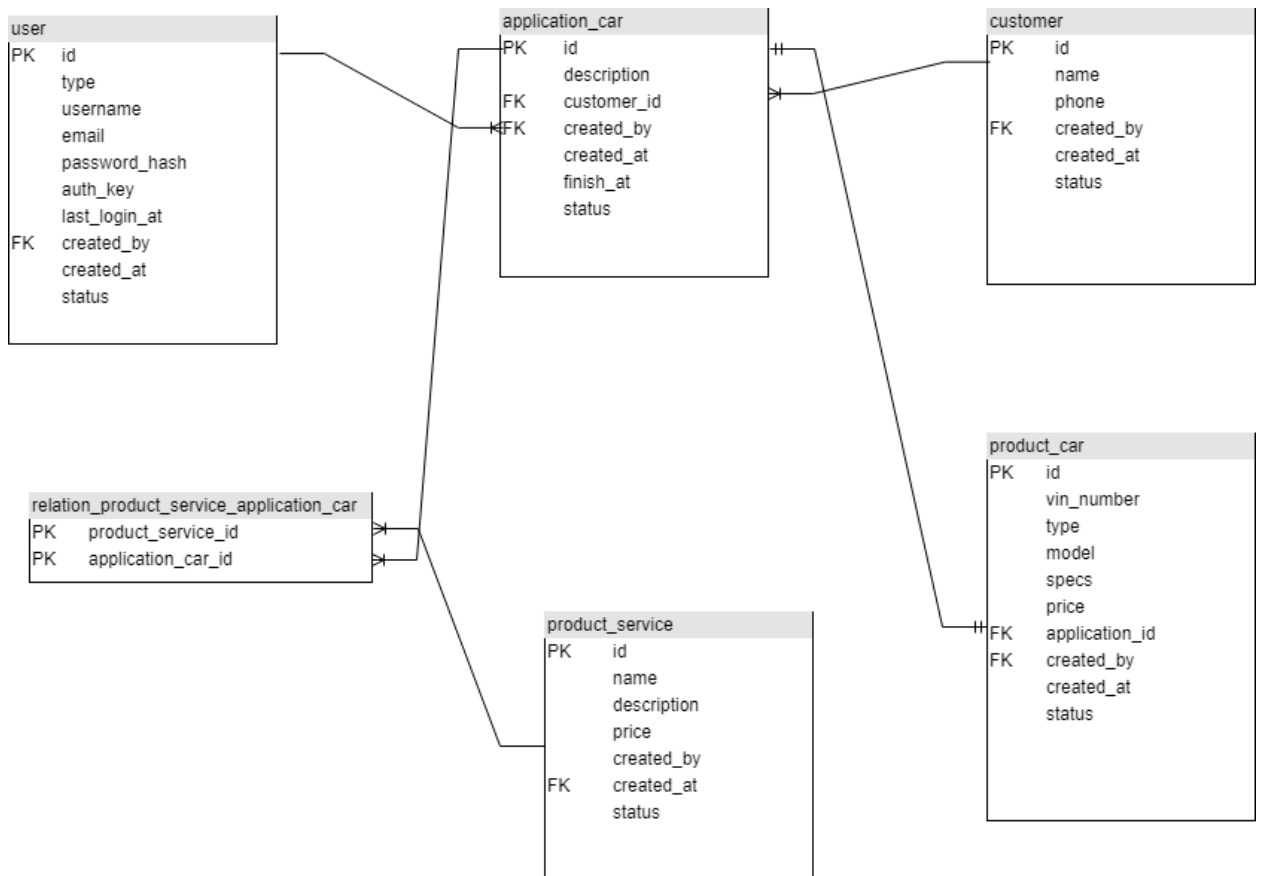 user
PK id
type
username
email
password_hash
auth_key
last_login_at
FK created_by
created_at
status
application_car
PK id
description
FK customer_id
FK created_by
created_at
finish_at
status
customer
PK id
name
phone
FK created_by
created_at
status
relation_product_service_application_car
PK product_service_id
PK application_car_id
product_service
PK id
name
description
price
created_by
FK created_at
status
product_car
PK id
vin_number
type
model
specs
price
FK application_id
FK created_by
created_at
status